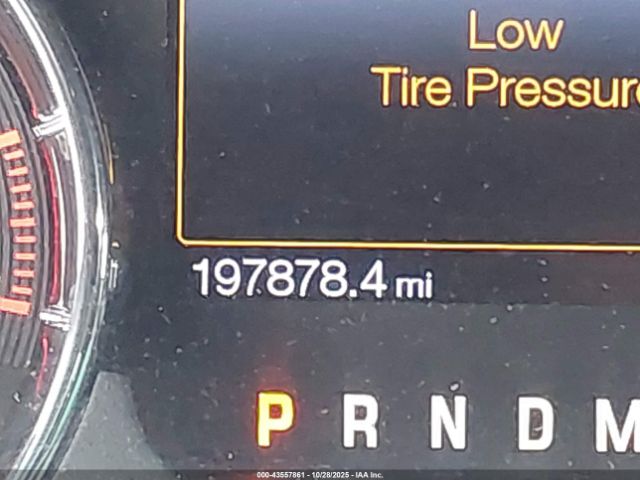 Low
Tire Pressure
197878.4 mi
P R N D M
000-43557861 - 10/28/2025 - IAA Inc.